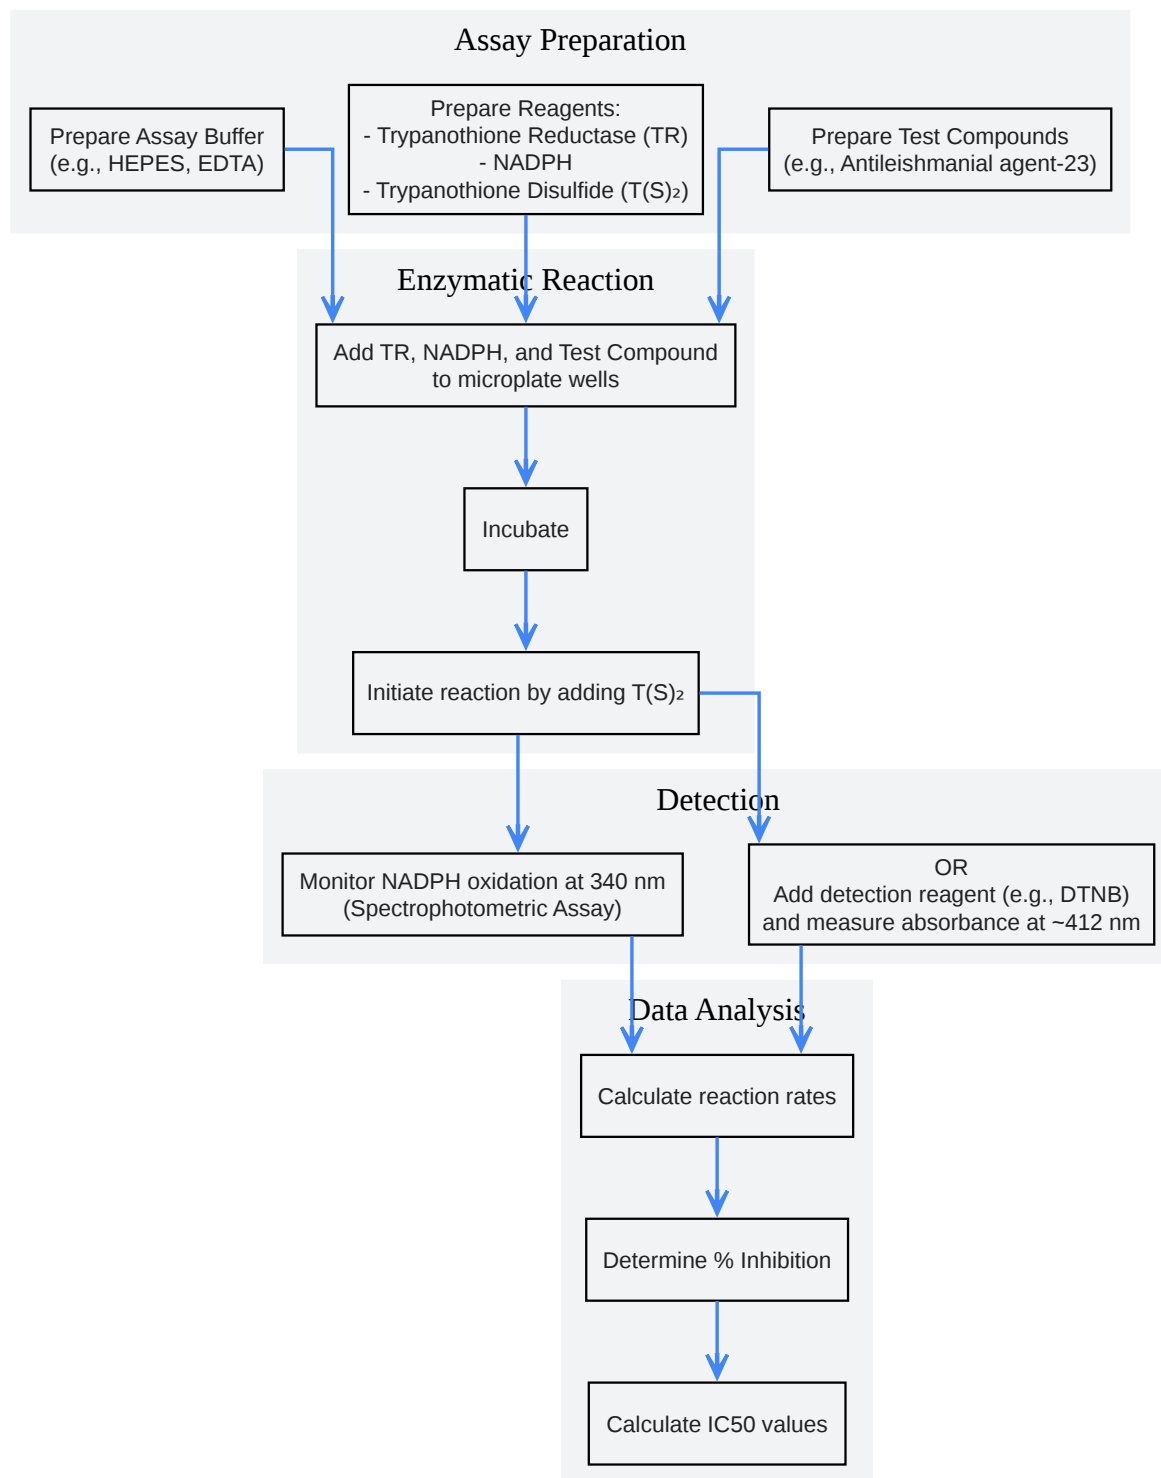 Assay Preparation
Prepare Assay Buffer
(e.g., HEPES, EDTA)
Prepare Reagents:
- Trypanothione Reductase (TR)
- NADPH
- Trypanothione Disulfide (T(S)₂)
Prepare Test Compounds
(e.g., Antileishmanial agent-23)
Enzymatic Reaction
Add TR, NADPH, and Test Compound
to microplate wells
Incubate
Initiate reaction by adding T(S)₂
Detection
Monitor NADPH oxidation at 340 nm
(Spectrophotometric Assay)
OR
Add detection reagent (e.g., DTNB)
and measure absorbance at ~412 nm
Data Analysis
Calculate reaction rates
Determine % Inhibition
Calculate IC50 values